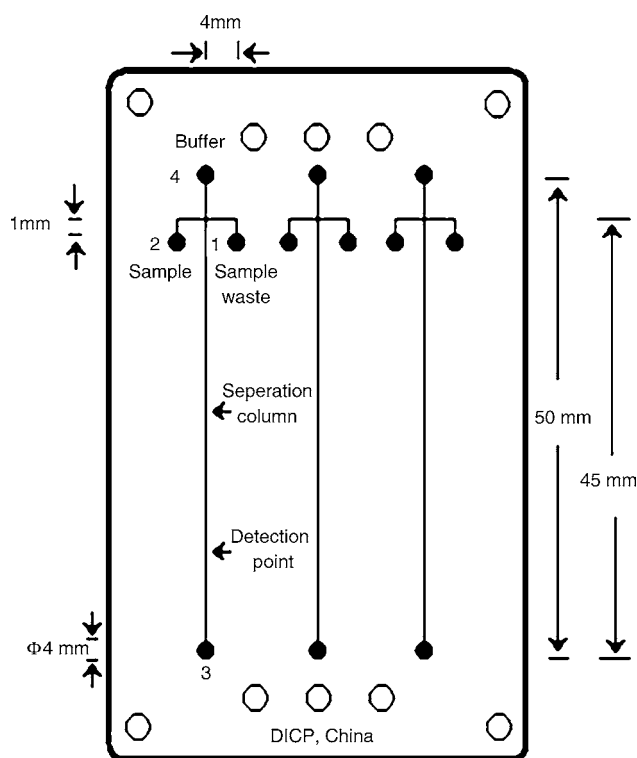 4mm
Buffer
4
1mm
2
1
Sample
Sample
waste
Seperation
column
50 mm
45 mm
Detection
point
Φ4 mm
3
DICP, China